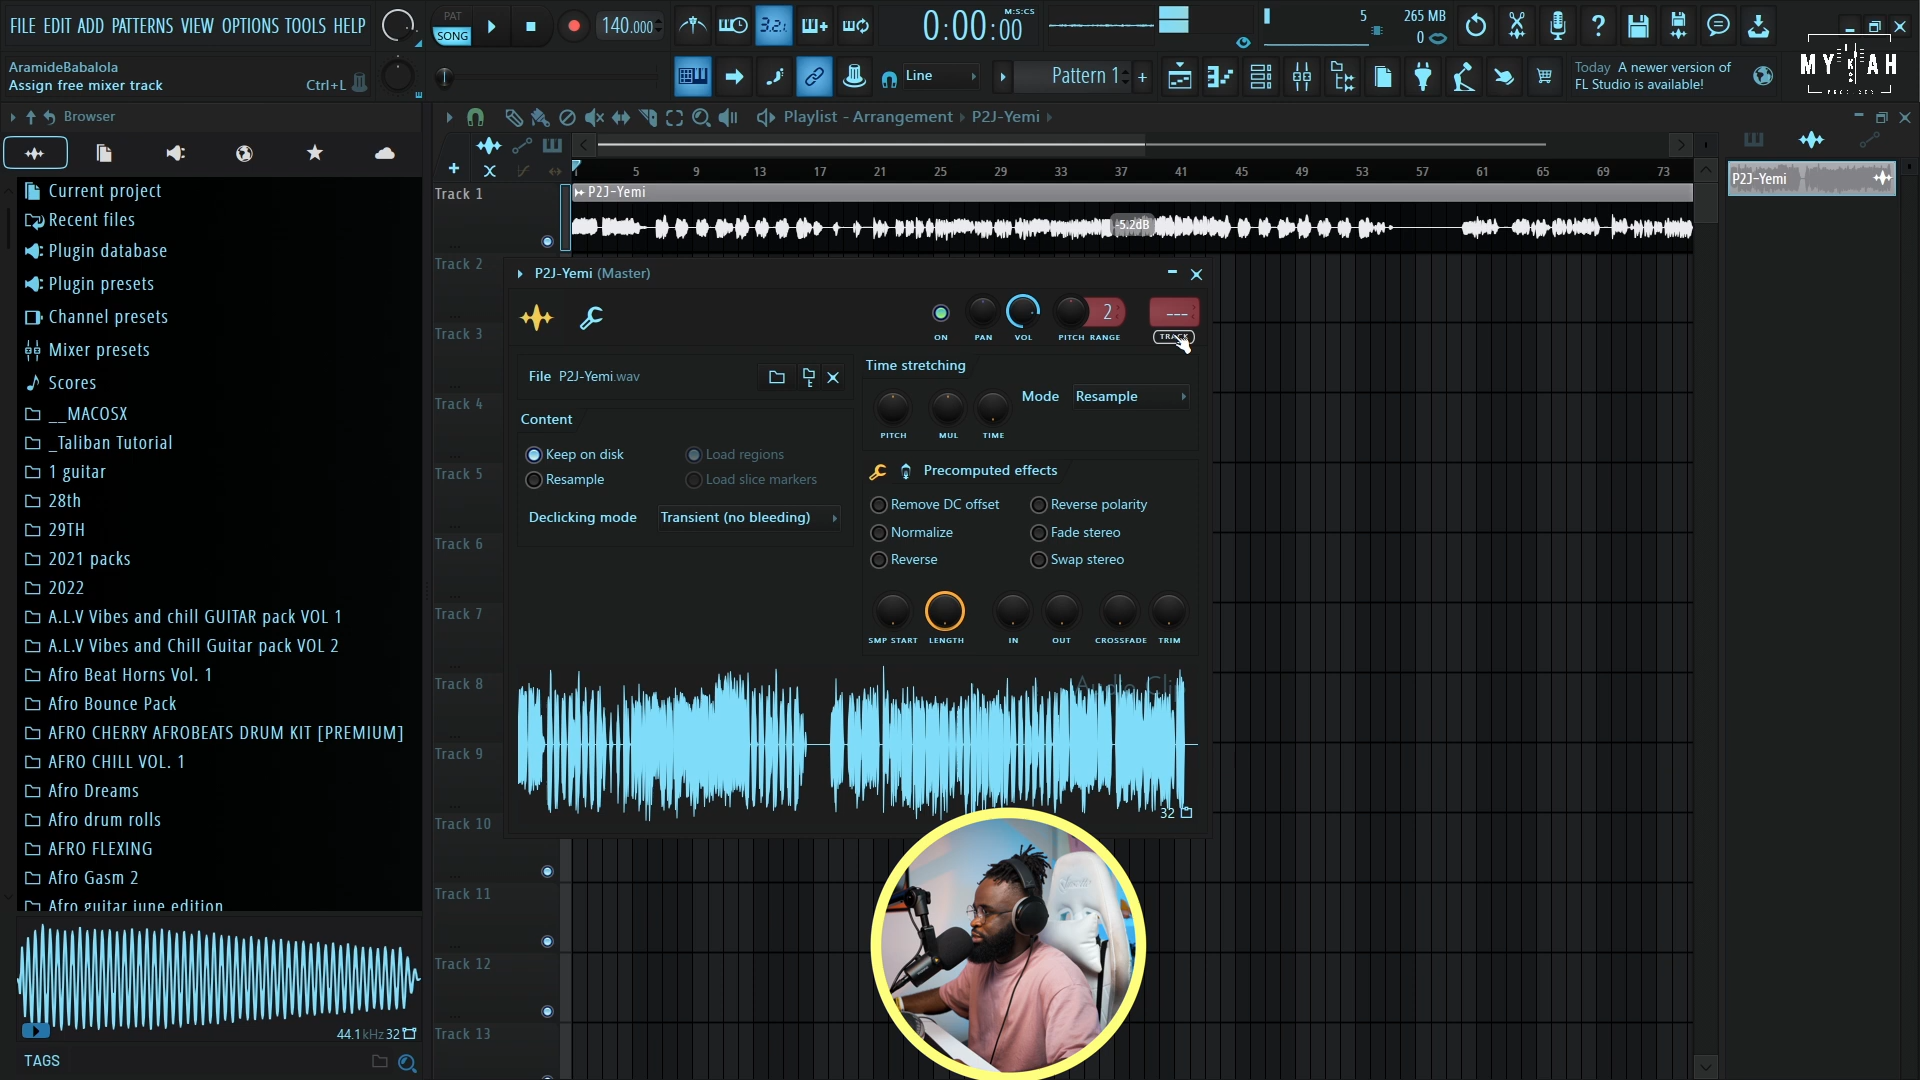 FILE EDIT ADD PATTERNS VIEW OPTIONS TOOLS HELP
PAT
SONG
140.000
3.2.
0:00:00
M:S:CS
5
265 MB
0
AramideBabalola
Assign free mixer track
Ctrl+L
Line
Pattern 1
+
Today A newer version of
FL Studio is available!
Browser
Playlist - Arrangement
P2J-Yemi
Current project
Recent files
Plugin database
Plugin presets
Channel presets
Mixer presets
Scores
__MACOSX
_Taliban Tutorial
1 guitar
28th
29TH
2021 packs
2022
A.L.V Vibes and chill GUITAR pack VOL 1
A.L.V Vibes and Chill Guitar pack VOL 2
Afro Beat Horns Vol. 1
Afro Bounce Pack
AFRO CHERRY AFROBEATS DRUM KIT [PREMIUM]
AFRO CHILL VOL. 1
Afro Dreams
Afro drum rolls
AFRO FLEXING
Afro Gasm 2
Afro guitar june edition
44.1kHz 32
TAGS
5 9 13 17 21 25 29 33 37 41 45 49 53 57 61 65 69 73
Track 1
P2J-Yemi
-5.2dB
Track 2
Track 3
Track 4
Track 5
Track 6
Track 7
Track 8
Track 9
Track 10
Track 11
Track 12
Track 13
P2J-Yemi (Master)
2
---
ON
PAN
VOL
PITCH RANGE
TRACK
File P2J-Yemi.wav
Content
Keep on disk
Load regions
Resample
Load slice markers
Declicking mode
Transient (no bleeding)
Time stretching
Mode
Resample
PITCH
MUL
TIME
Precomputed effects
Remove DC offset
Reverse polarity
Normalize
Fade stereo
Reverse
Swap stereo
SMP START
LENGTH
IN
OUT
CROSSFADE
TRIM
32
P2J-Yemi